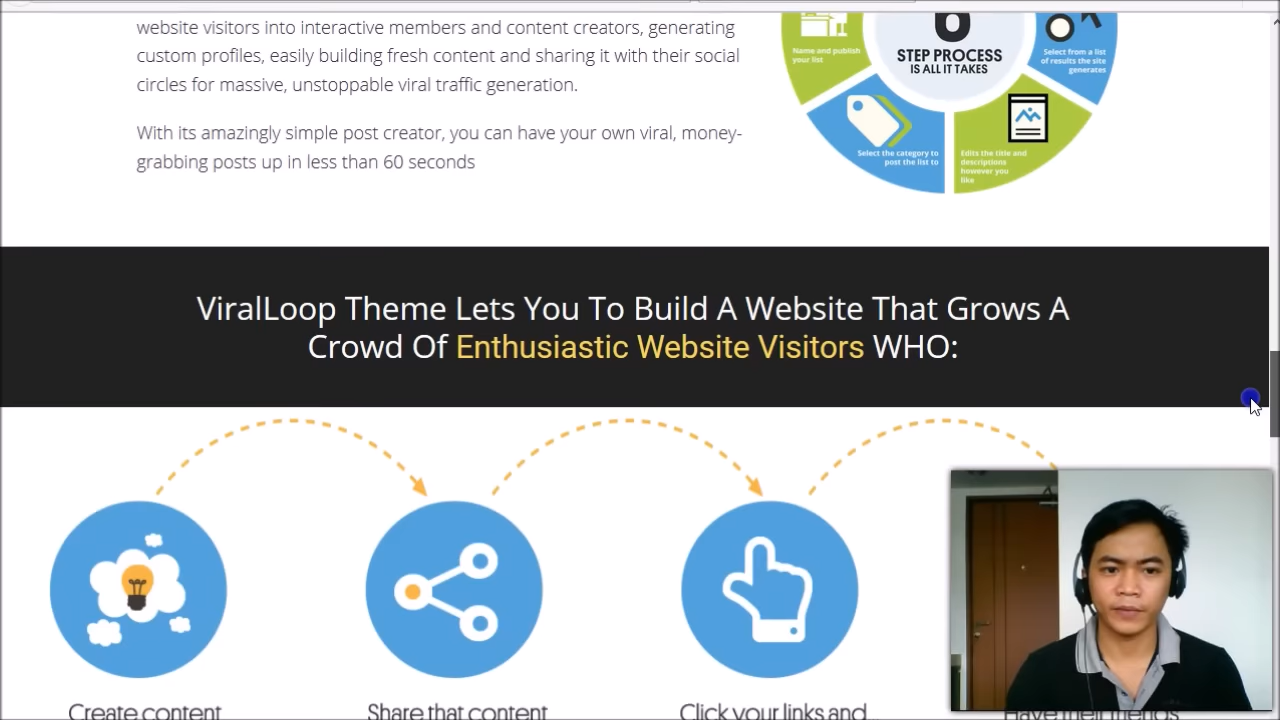 website visitors into interactive members and content creators, generating
custom profiles easily building fresh content and sharing it with their social
circles for massive, unstoppable viral traffic generation.
With its amazingly simple post creator, you can have your own viral, money-
grabbing posts up in less than 60 seconds
6
STEP PROCESS
IS ALL IT TAKES
Name and publish
your list
Select from a list
of results the site
generates
Select the category to
post the list to
Edits the title and
descriptions
however you
like
ViralLoop Theme Lets You To Build A Website That Grows A
Crowd Of Enthusiastic Website Visitors WHO:
Create content
Share that content
Click your links and...
Have their friends